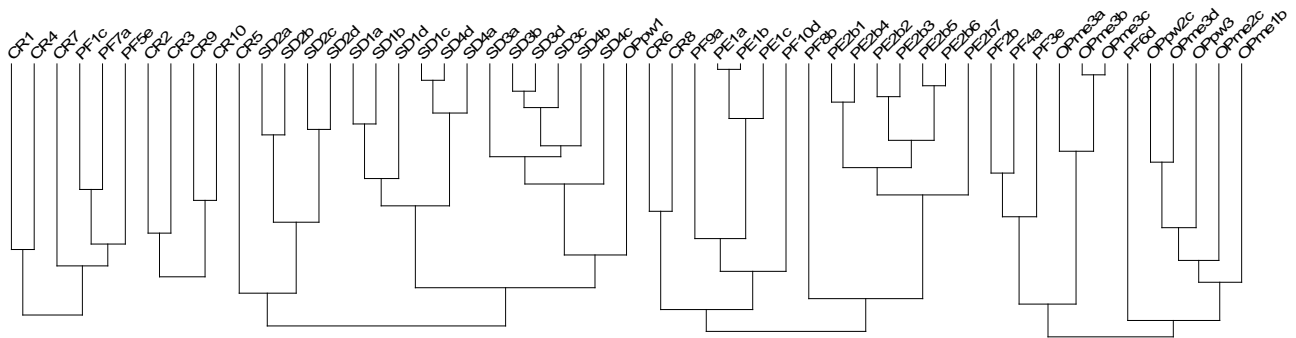 CR1
CR4
CR7
PF1c
PF7a
PF5e
CR2
CR3
CR9
CR10
CR5
SD2a
SD2b
SD2c
SD2d
SD1a
SD1b
SD1d
SD1c
SD4d
SD4a
SD3a
SD3b
SD3d
SD3c
SD4b
SD4c
OPpw1
CR6
CR8
PF9a
PE1a
PE1b
PE1c
PF10d
PF8b
PE2b1
PE2b4
PE2b2
PE2b3
PE2b5
PE2b6
PE2b7
PF2b
PF4a
PF3e
OPme3a
OPme3b
OPme3c
PF6d
OPpw2c
OPme3d
OPpw3
OPme2c
OPme1b